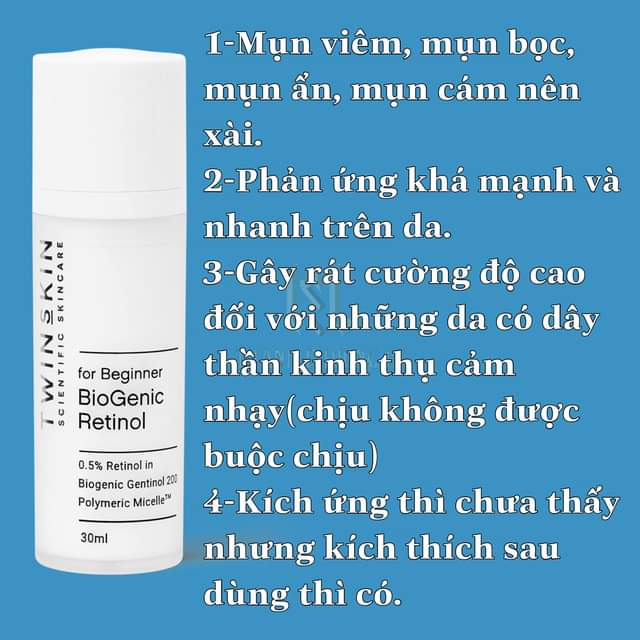 1-Mụn viêm, mụn bọc,
mụn ẩn, mụn cám nên
xài.
2-Phản ứng khá mạnh và
nhanh trên da.
3-Gây rát cường độ cao
đối với những da có dây
thần kinh thụ cảm
nhạy(chịu không được
buộc chịu)
4-Kích ứng thì chưa thấy
nhưng kích thích sau
dùng thì có.
TWINSKIN
SCIENTIFIC SKINCARE
for Beginner
BioGenic
Retinol
0.5% Retinol in
Biogenic Gentinol 200
Polymeric Micelle™
30ml